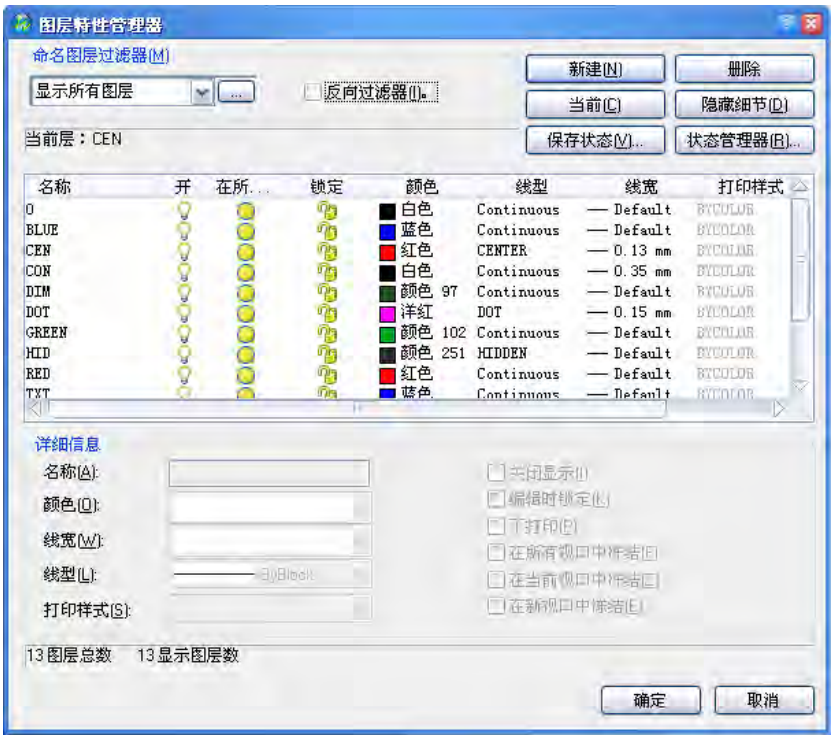 图层特性管理器
命名图层过滤器(M)
显示所有图层 ... 反向过滤器(I)。
新建(N) 删除
当前(C) 隐藏细节(D)
保存状态(V)... 状态管理器(R)...
当前层：CEN
名称 开 在所... 锁定 颜色 线型 线宽 打印样式
0 白色 Continuous Default BYCOLOR
BLUE 蓝色 Continuous Default BYCOLOR
CEN 红色 CENTER 0.13 mm BYCOLOR
CON 白色 Continuous 0.35 mm BYCOLOR
DIM 颜色 97 Continuous Default BYCOLOR
DOT 洋红 DOT 0.15 mm BYCOLOR
GREEN 颜色 102 Continuous Default BYCOLOR
HID 颜色 251 HIDDEN Default BYCOLOR
RED 红色 Continuous Default BYCOLOR
TXT 蓝色 Continuous Default BYCOLOR
详细信息
名称(A):
颜色(O):
线宽(W):
线型(L): ByBlock
打印样式(S):
关闭显示(I)
编辑时锁定(K)
不打印(P)
在所有视口中冻结(F)
在当前视口中冻结(Z)
在新视口中冻结(E)
13 图层总数 13 显示图层数
确定 取消